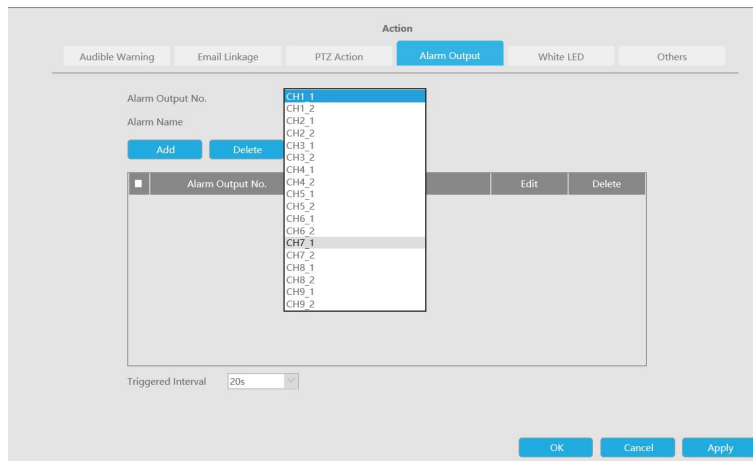 Action
Audible Warning Email Linkage PTZ Action Alarm Output White LED Others
Alarm Output No. CH1_1
CH1_2
Alarm Name CH2_1
CH2_2
Add Delete CH3_1
CH3_2
CH4_1
Alarm Output No. CH4_2 Edit Delete
CH5_1
CH5_2
CH6_1
CH6_2
CH7_1
CH7_2
CH8_1
CH8_2
CH9_1
CH9_2
Triggered Interval 20s
OK Cancel Apply